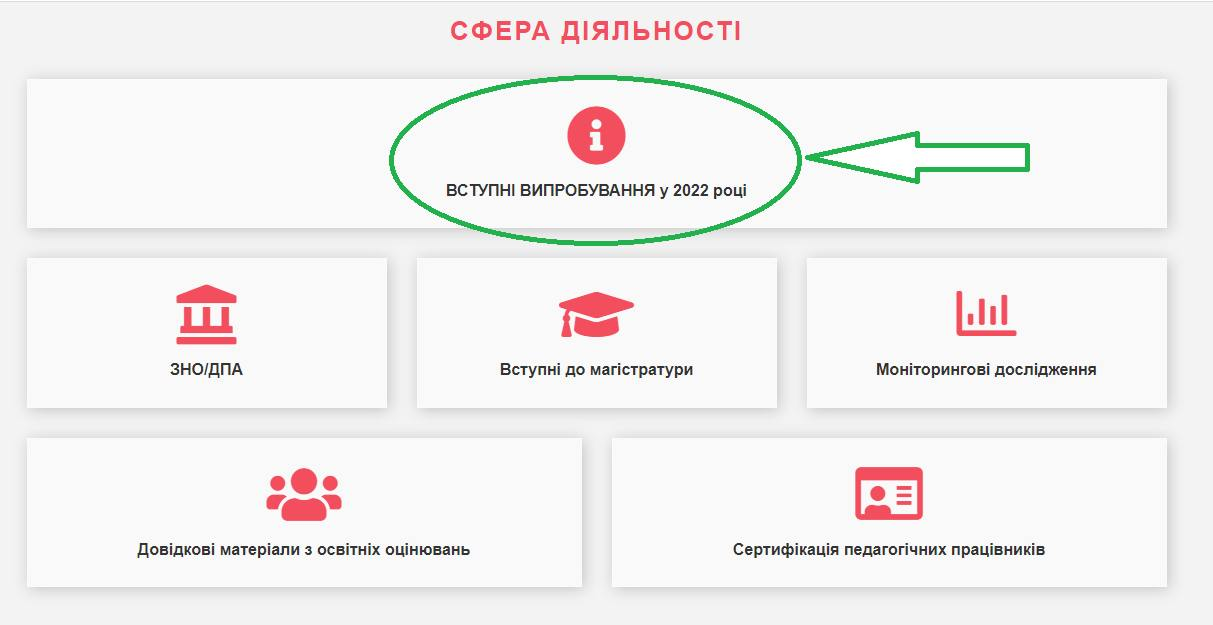 СФЕРА ДІЯЛЬНОСТІ
ВСТУПНІ ВИПРОБУВАННЯ у 2022 році
ЗНО/ДПА
Вступні до магістратури
Моніторингові дослідження
Довідкові матеріали з освітніх оцінювань
Сертифікація педагогічних працівників